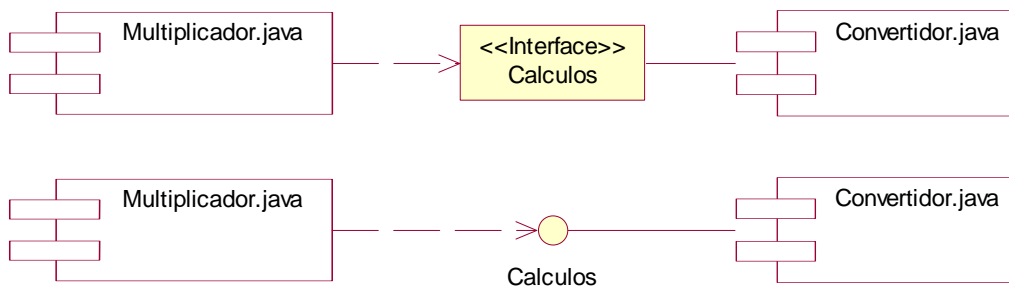 Multiplicador.java
<<Interface>>
Calculos
Convertidor.java
Multiplicador.java
Calculos
Convertidor.java